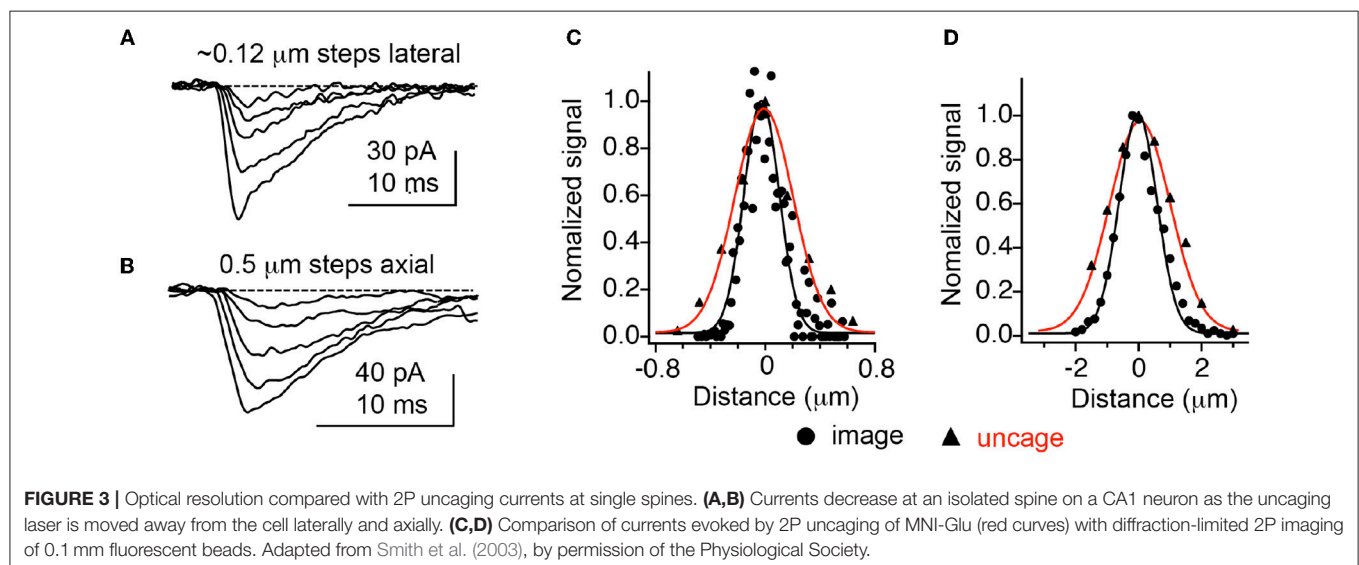 A
~0.12 μm steps lateral
30 pA
10 ms
B
0.5 μm steps axial
40 pA
10 ms
C
Nomalized signal
1.0
0.8
0.6
0.4
0.2
0.0
-0.8
0
0.8
Distance (μm)
D
Nomalized signal
1.0
0.8
0.6
0.4
0.2
0.0
-2
0
2
Distance (μm)
image
uncage
FIGURE 3 | Optical resolution compared with 2P uncaging currents at single spines. (A,B) Currents decrease at an isolated spine on a CA1 neuron as the uncaging
laser is moved away from the cell laterally and axially. (C,D) Comparison of currents evoked by 2P uncaging of MNI-Glu (red curves) with diffraction-limited 2P imaging
of 0.1 mm fluorescent beads. Adapted from Smith et al. (2003), by permission of the Physiological Society.